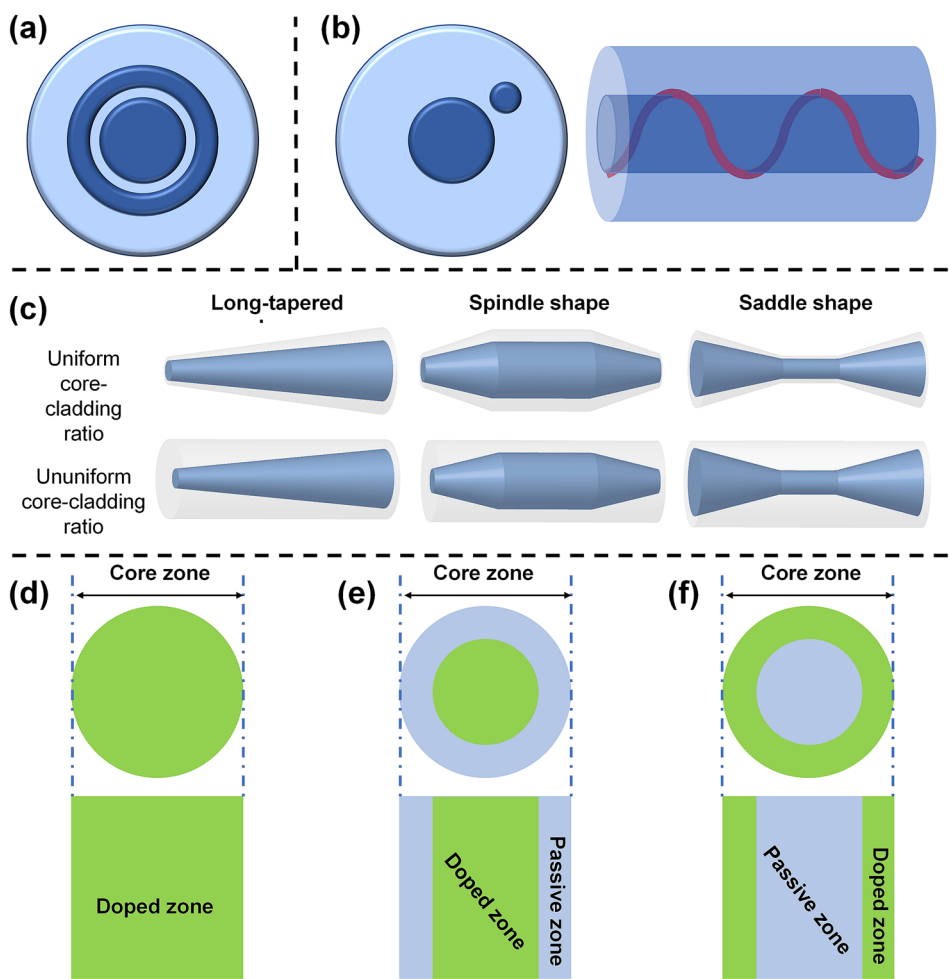 (a)
(b)
(c)
Long-tapered
Spindle shape
Saddle shape
Uniform
core-
cladding
ratio
Ununiform
core-cladding
ratio
(d)
Core zone
(e)
Core zone
(f)
Core zone
Doped zone
Doped zone
Passive zone
Passive zone
Doped zone